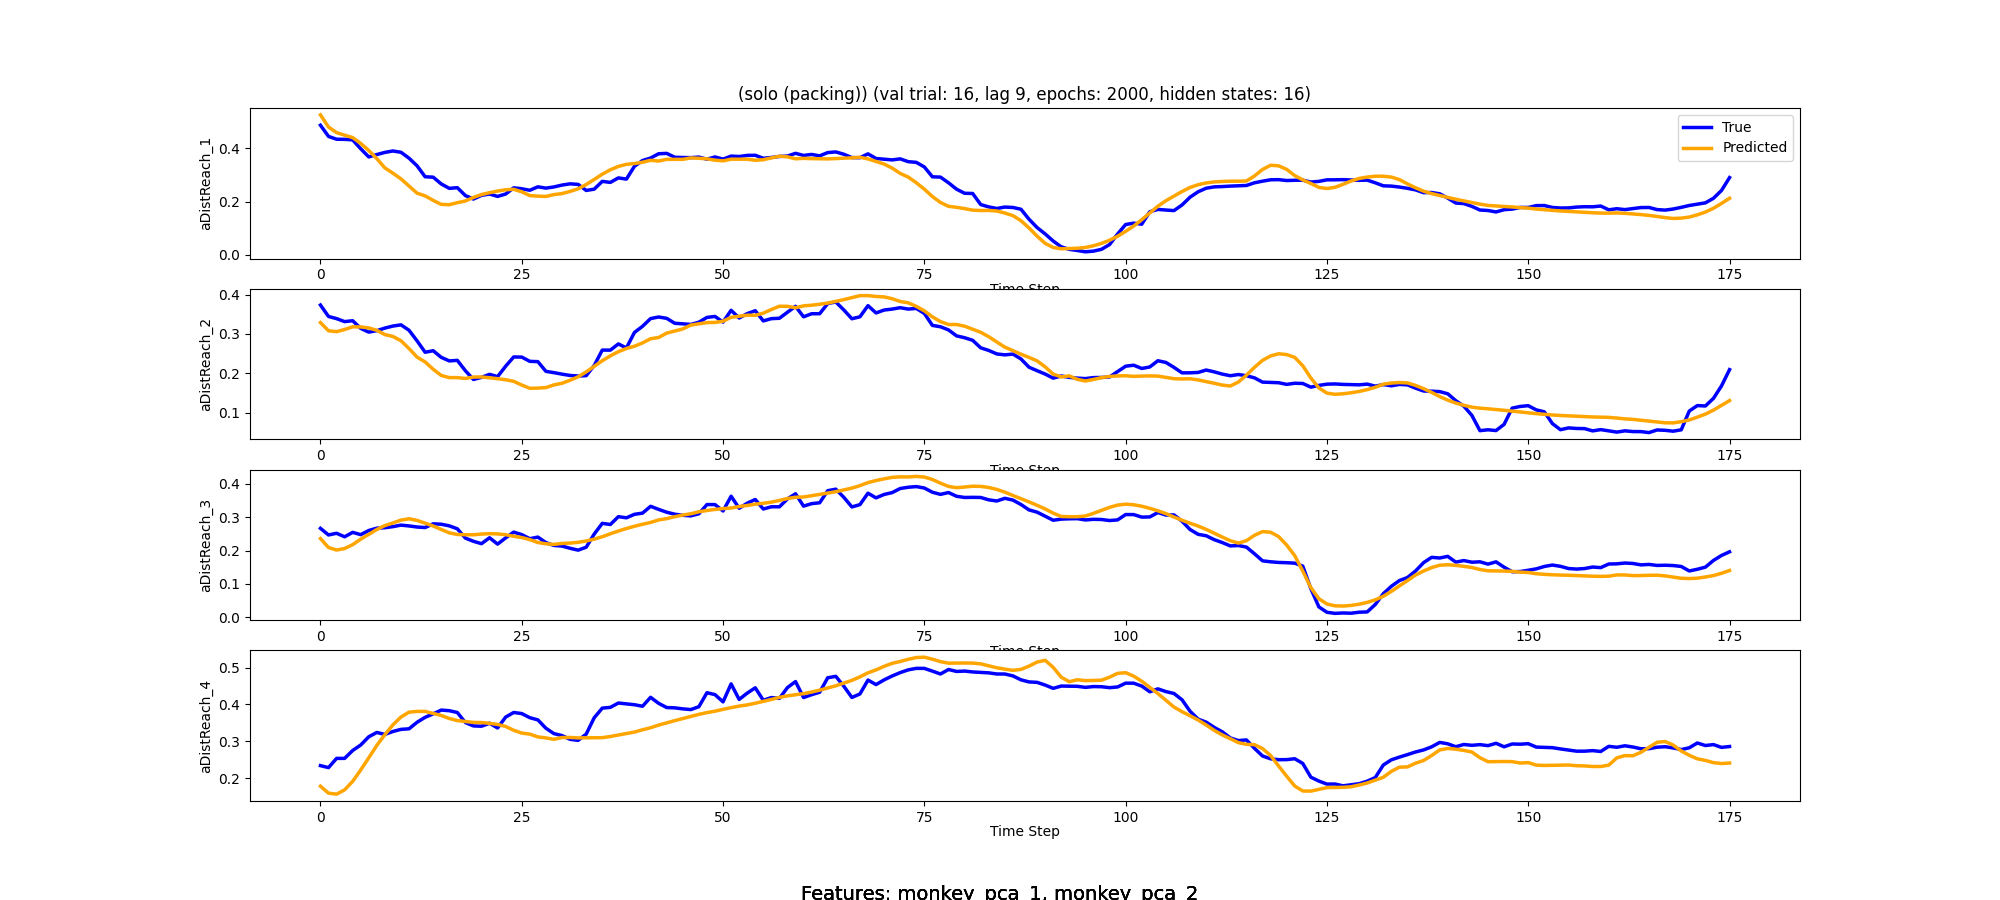 (solo (packing)) (val trial: 16, lag 9, epochs: 2000, hidden states: 16)
True
Predicted
aDistReach_1
0.4
0.2
0.0
0 25 50 75 100 125 150 175
Time Step
aDistReach_2
0.4
0.3
0.2
0.1
0 25 50 75 100 125 150 175
Time Step
aDistReach_3
0.4
0.3
0.2
0.1
0.0
0 25 50 75 100 125 150 175
Time Step
aDistReach_4
0.5
0.4
0.3
0.2
0 25 50 75 100 125 150 175
Time Step
Features: monkey_pca_1, monkey_pca_2